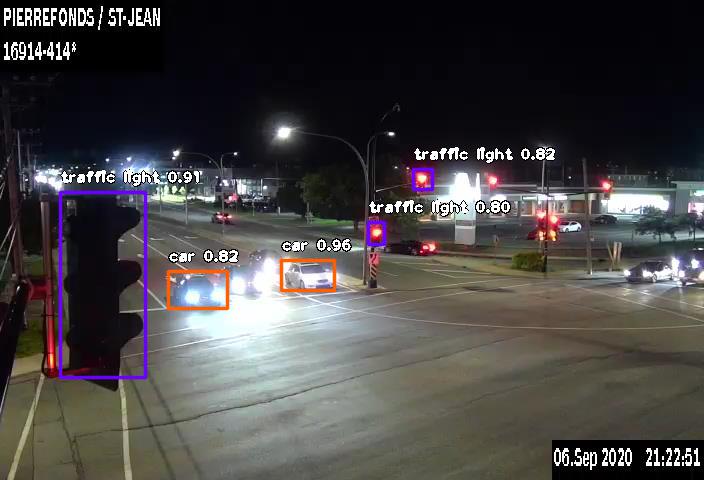 PIERREFONDS / ST-JEAN
16914-414*
traffic light 0.82
traffic light 0.91
traffic light 0.80
car 0.96
car 0.82
06.Sep 2020 21:22:51